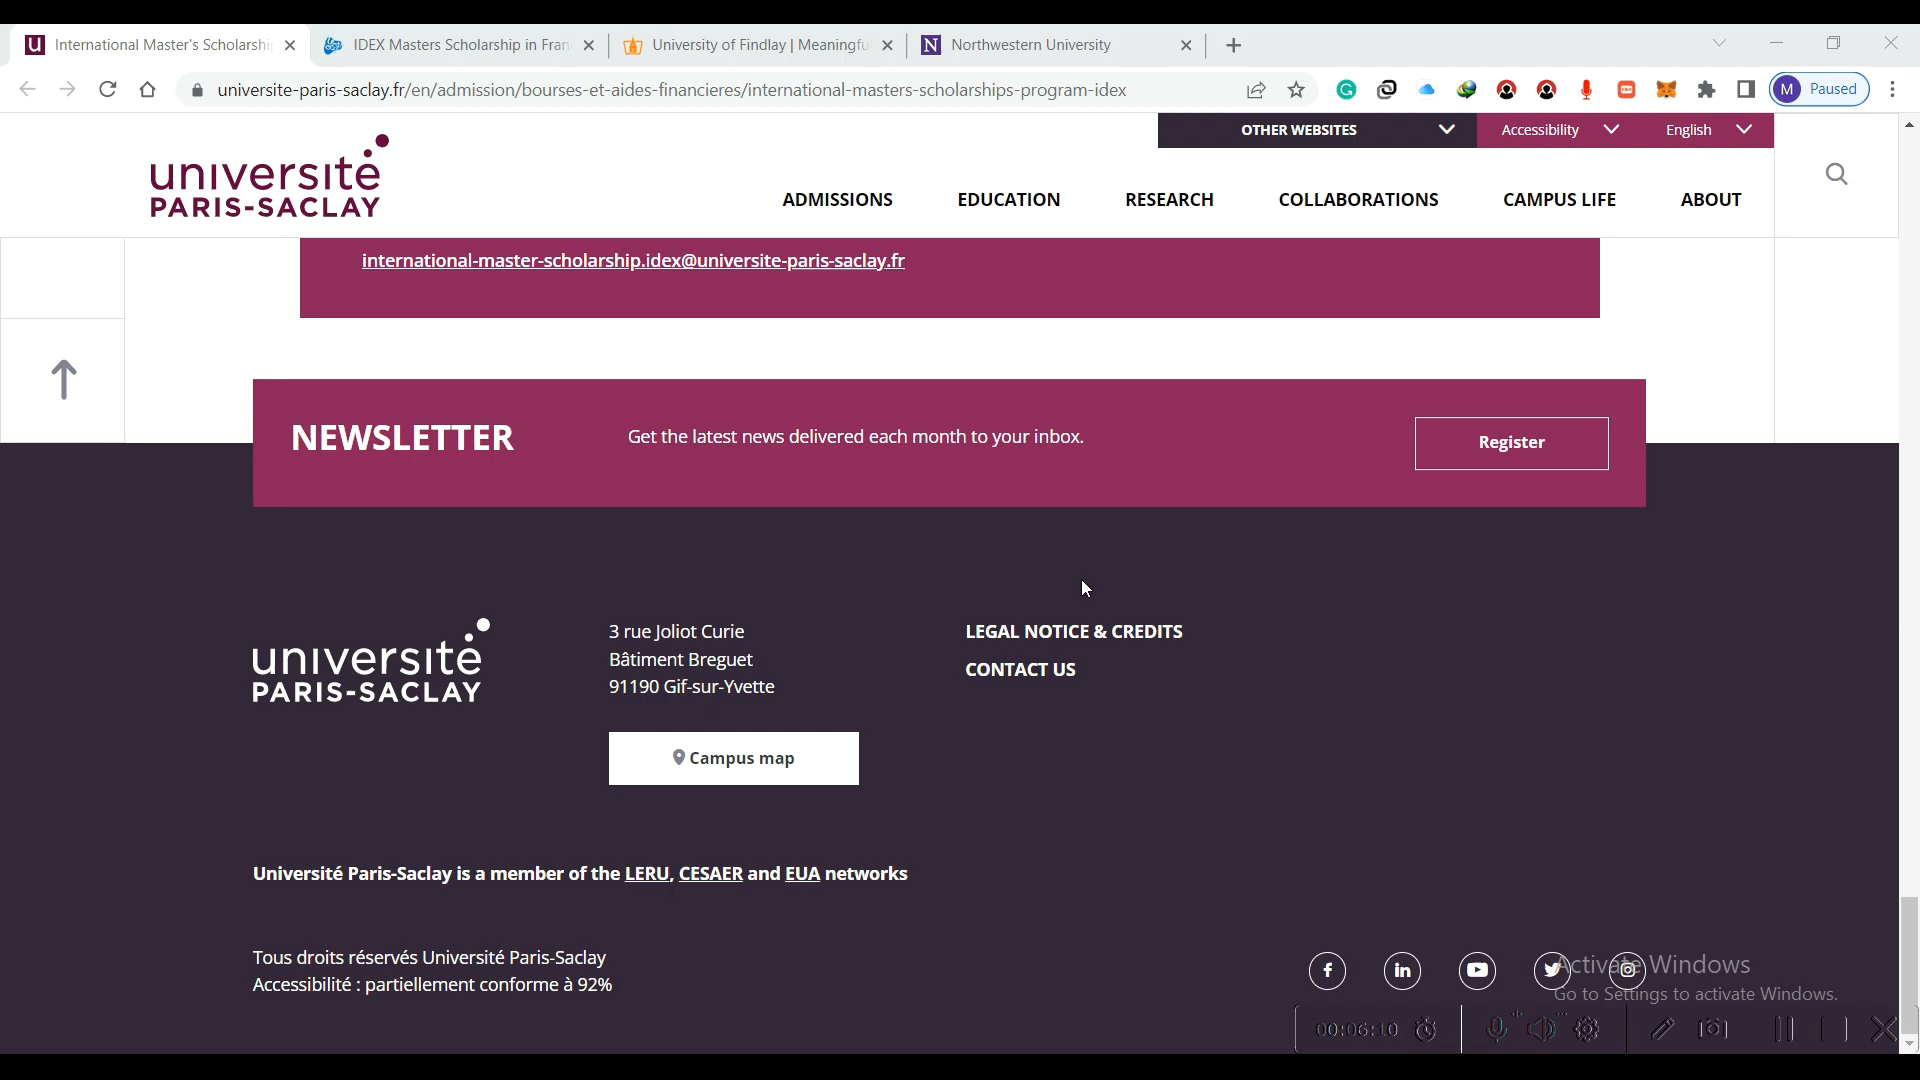 International Master's Scholarshi
IDEX Masters Scholarship in Fran
University of Findlay | Meaningfu
Northwestern University
universite-paris-saclay.fr/en/admission/bourses-et-aides-financieres/international-masters-scholarships-program-idex
M Paused
OTHER WEBSITES
Accessibility
English
université
PARIS-SACLAY
ADMISSIONS
EDUCATION
RESEARCH
COLLABORATIONS
CAMPUS LIFE
ABOUT
international-master-scholarship.idex@universite-paris-saclay.fr
NEWSLETTER
Get the latest news delivered each month to your inbox.
Register
université
PARIS-SACLAY
3 rue Joliot Curie
Bâtiment Breguet
91190 Gif-sur-Yvette
LEGAL NOTICE & CREDITS
CONTACT US
Campus map
Université Paris-Saclay is a member of the LERU, CESAER and EUA networks
Tous droits réservés Université Paris-Saclay
Accessibilité : partiellement conforme à 92%
Activate Windows
Go to Settings to activate Windows.
00:06:10